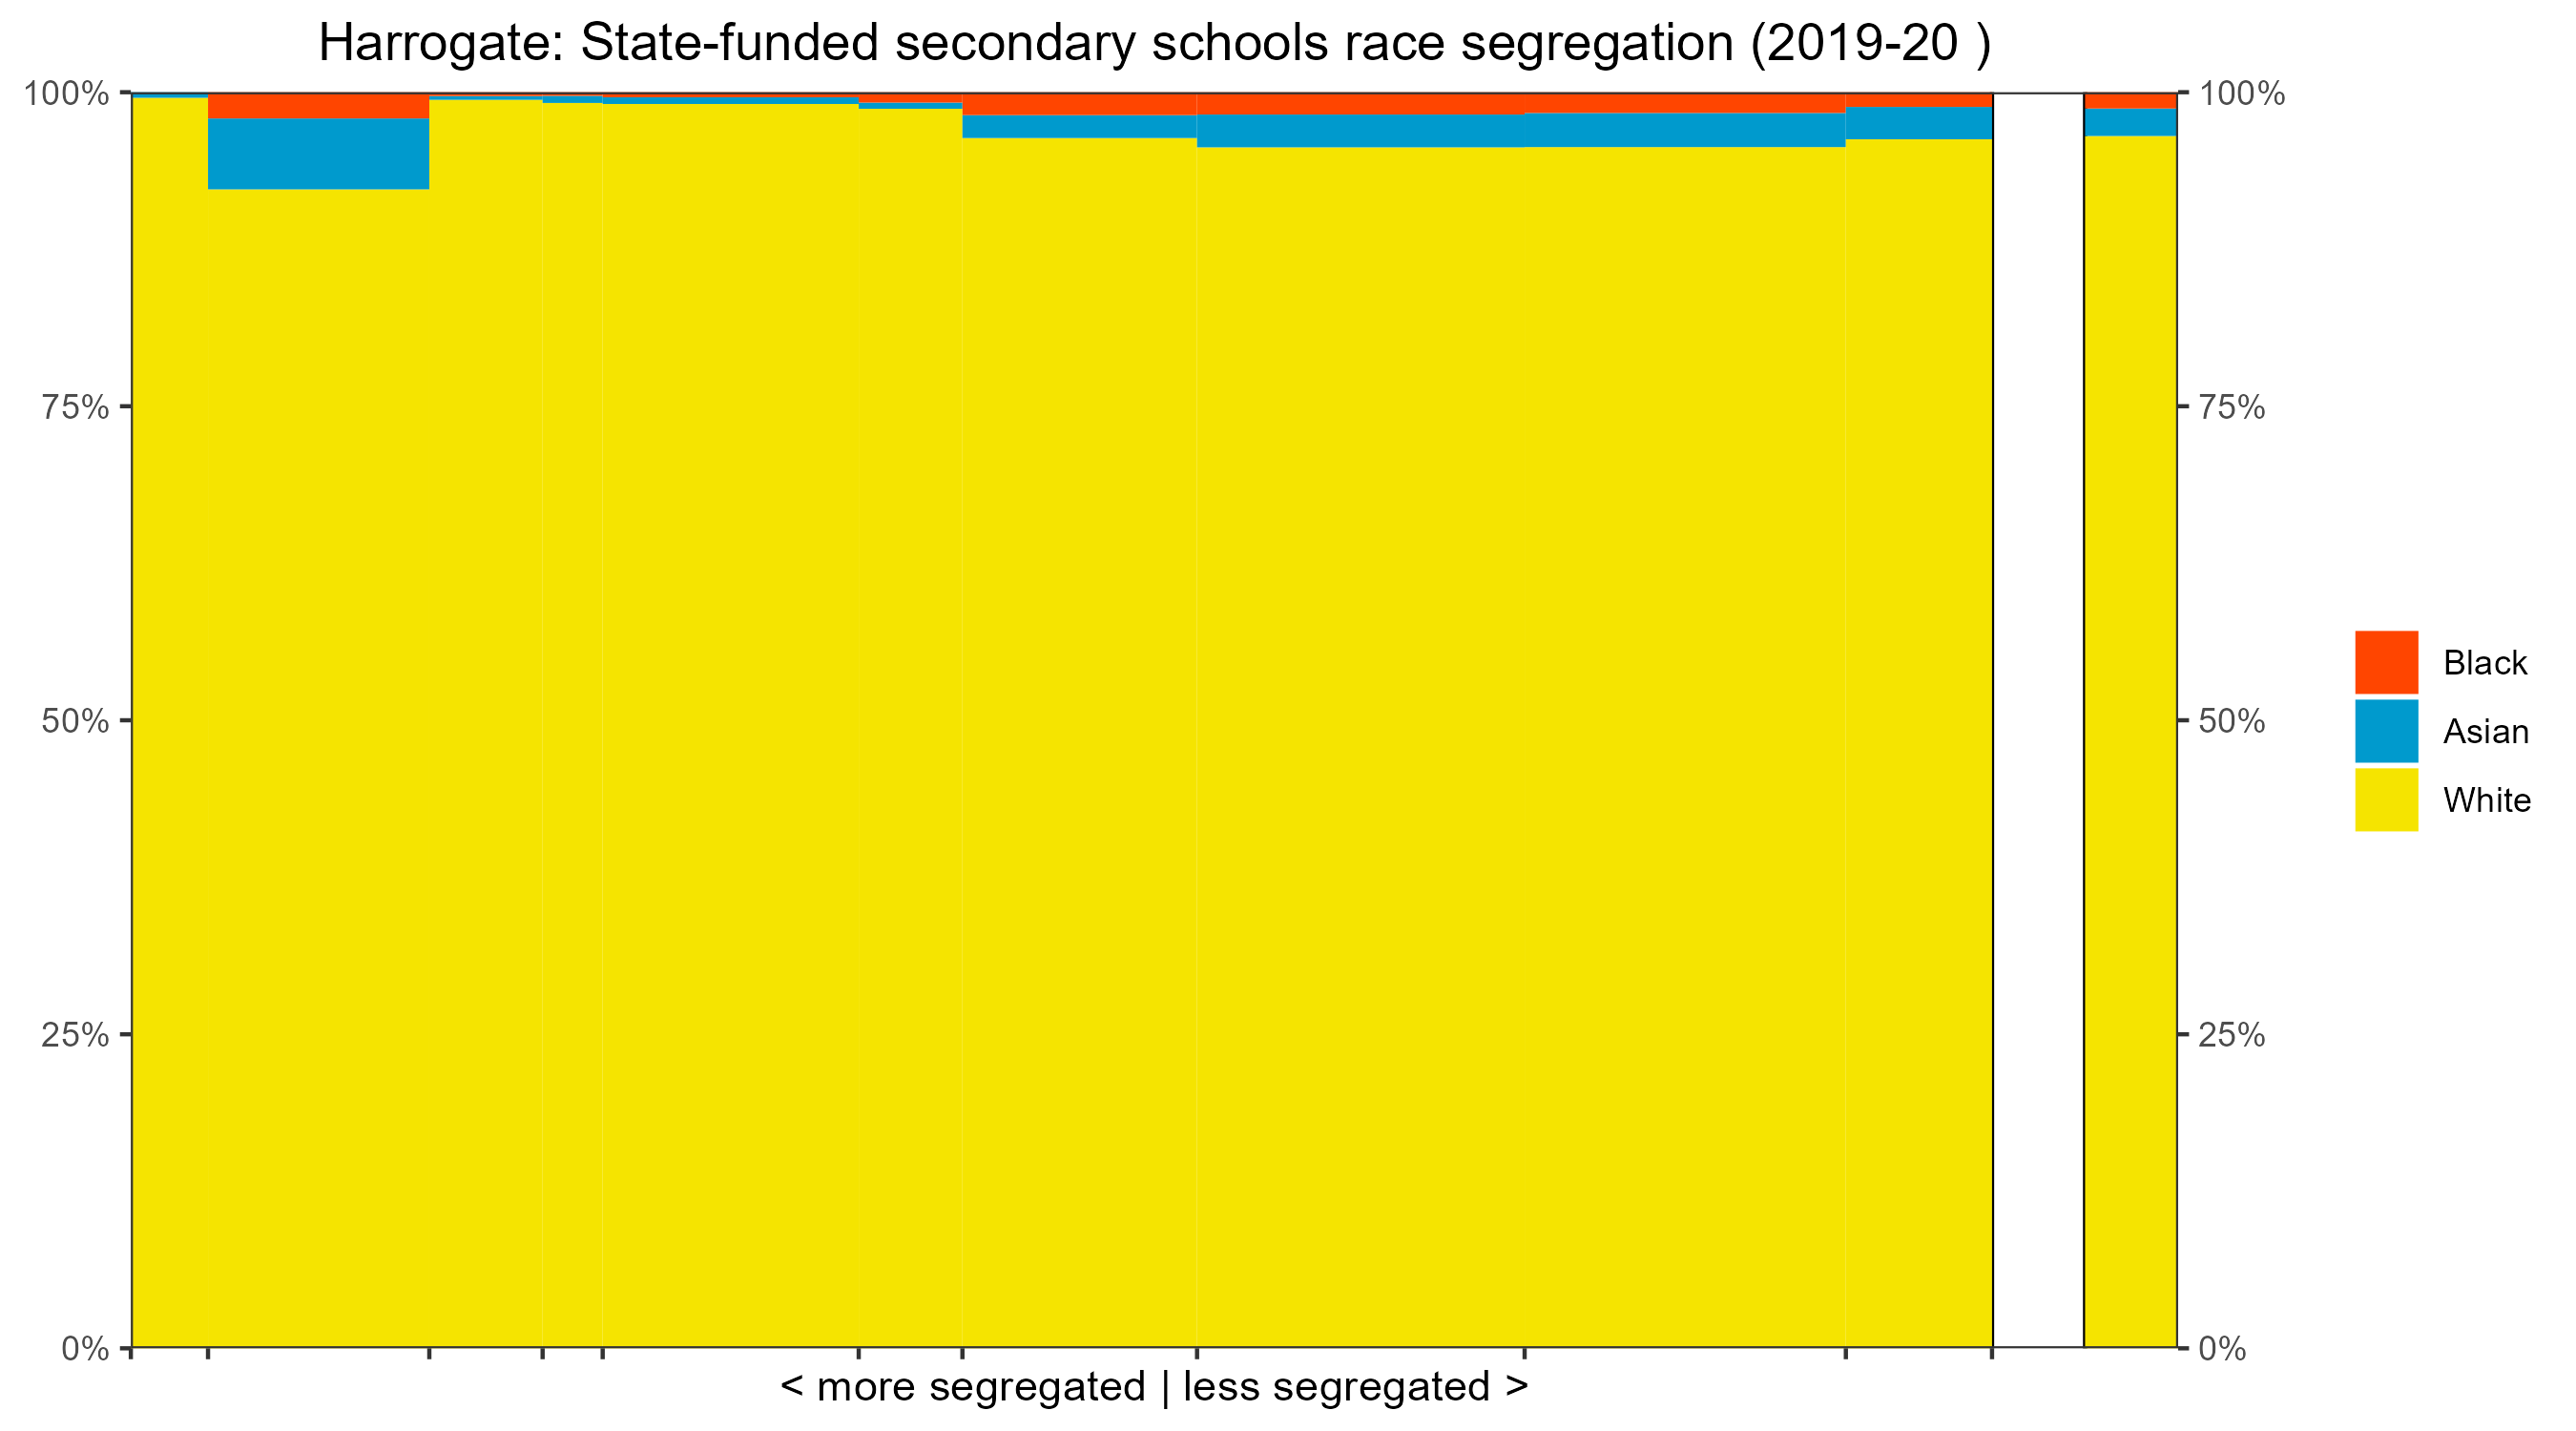 Harrogate: State-funded secondary schools race segregation (2019-20 )
100%
75%
50%
25%
0%
100%
75%
50%
25%
0%
Black
Asian
White
< more segregated | less segregated >